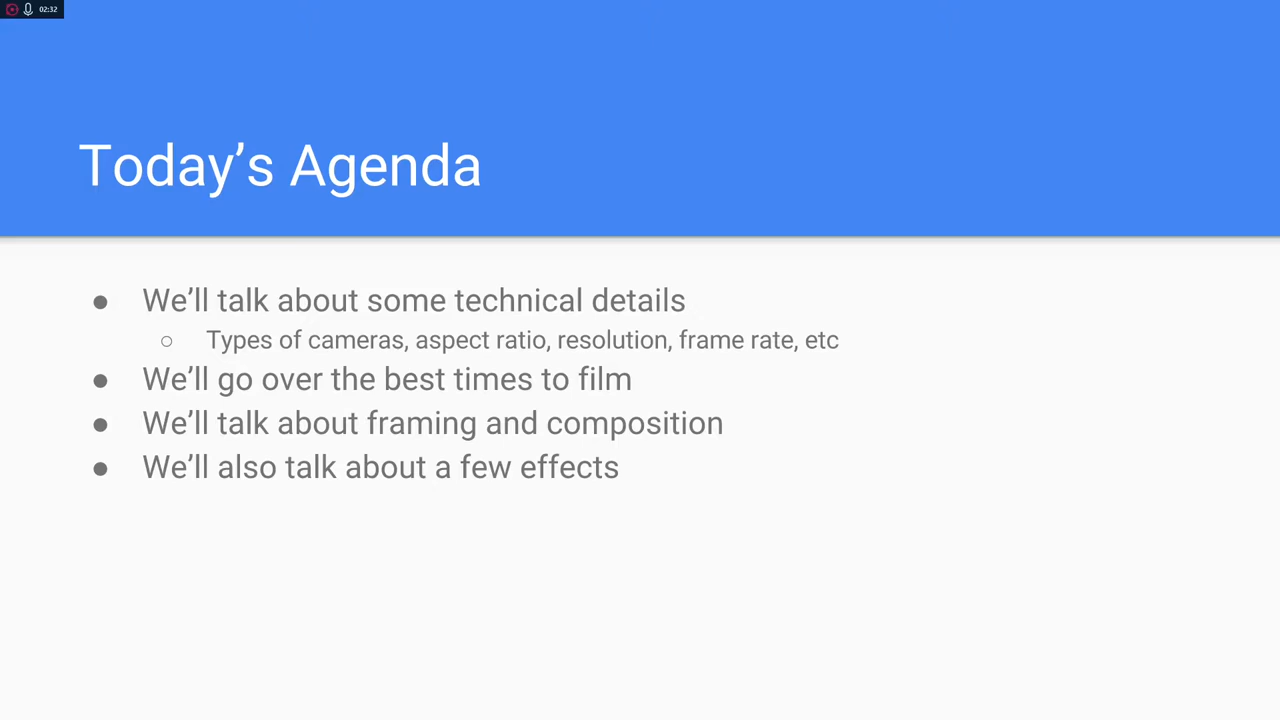 02:32
Today’s Agenda
● We’ll talk about some technical details
○ Types of cameras, aspect ratio, resolution, frame rate, etc
● We’ll go over the best times to film
● We’ll talk about framing and composition
● We’ll also talk about a few effects